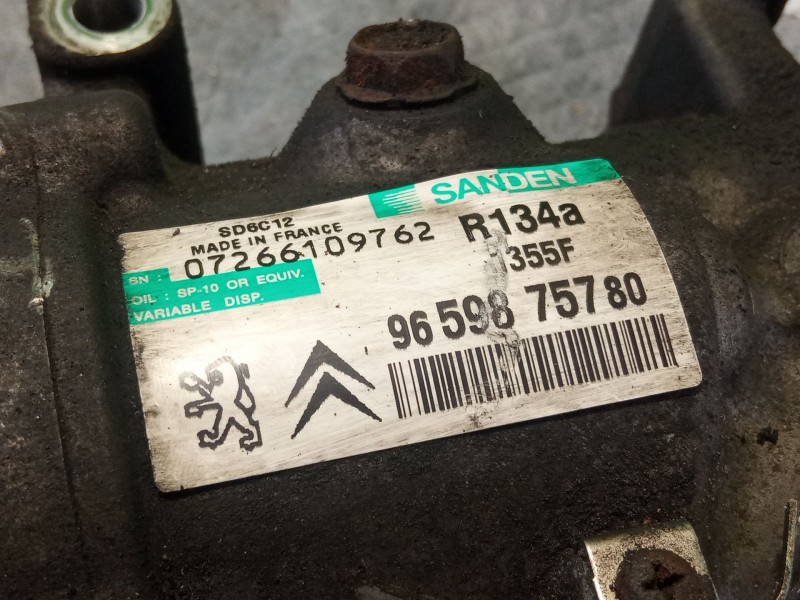 SANDEN
SD6C12
MADE IN FRANCE
R134a
SN : 07266109762
355F
OIL : SP-10 OR EQUIV.
VARIABLE DISP.
96 598 757 80